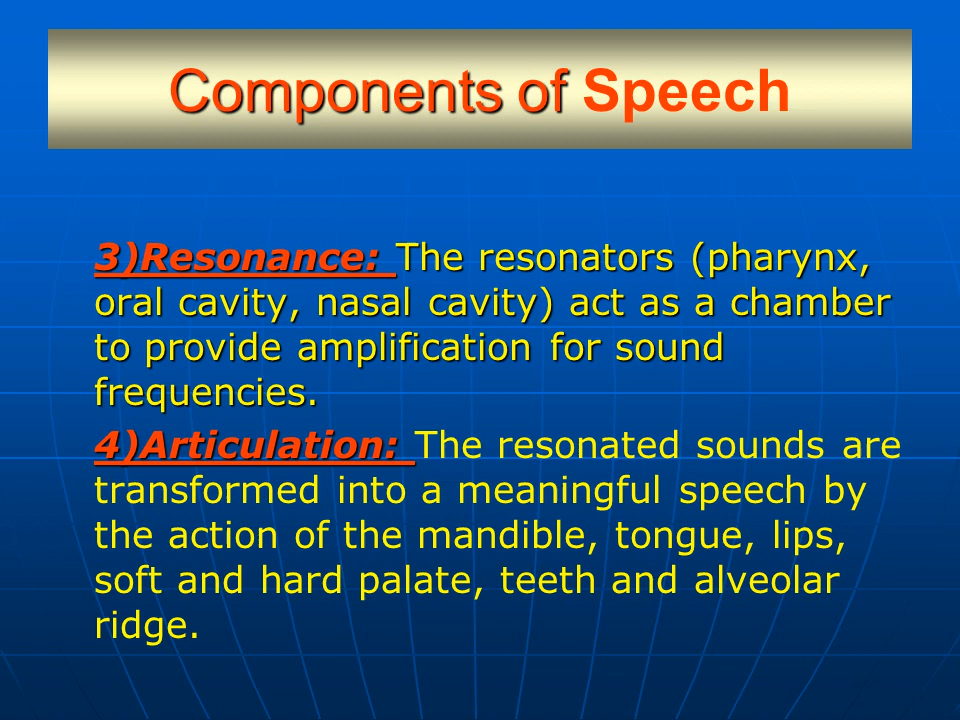 Components of Speech
3)Resonance: The resonators (pharynx,
oral cavity, nasal cavity) act as a chamber
to provide amplification for sound
frequencies.
4)Articulation: The resonated sounds are
transformed into a meaningful speech by
the action of the mandible, tongue, lips,
soft and hard palate, teeth and alveolar
ridge.